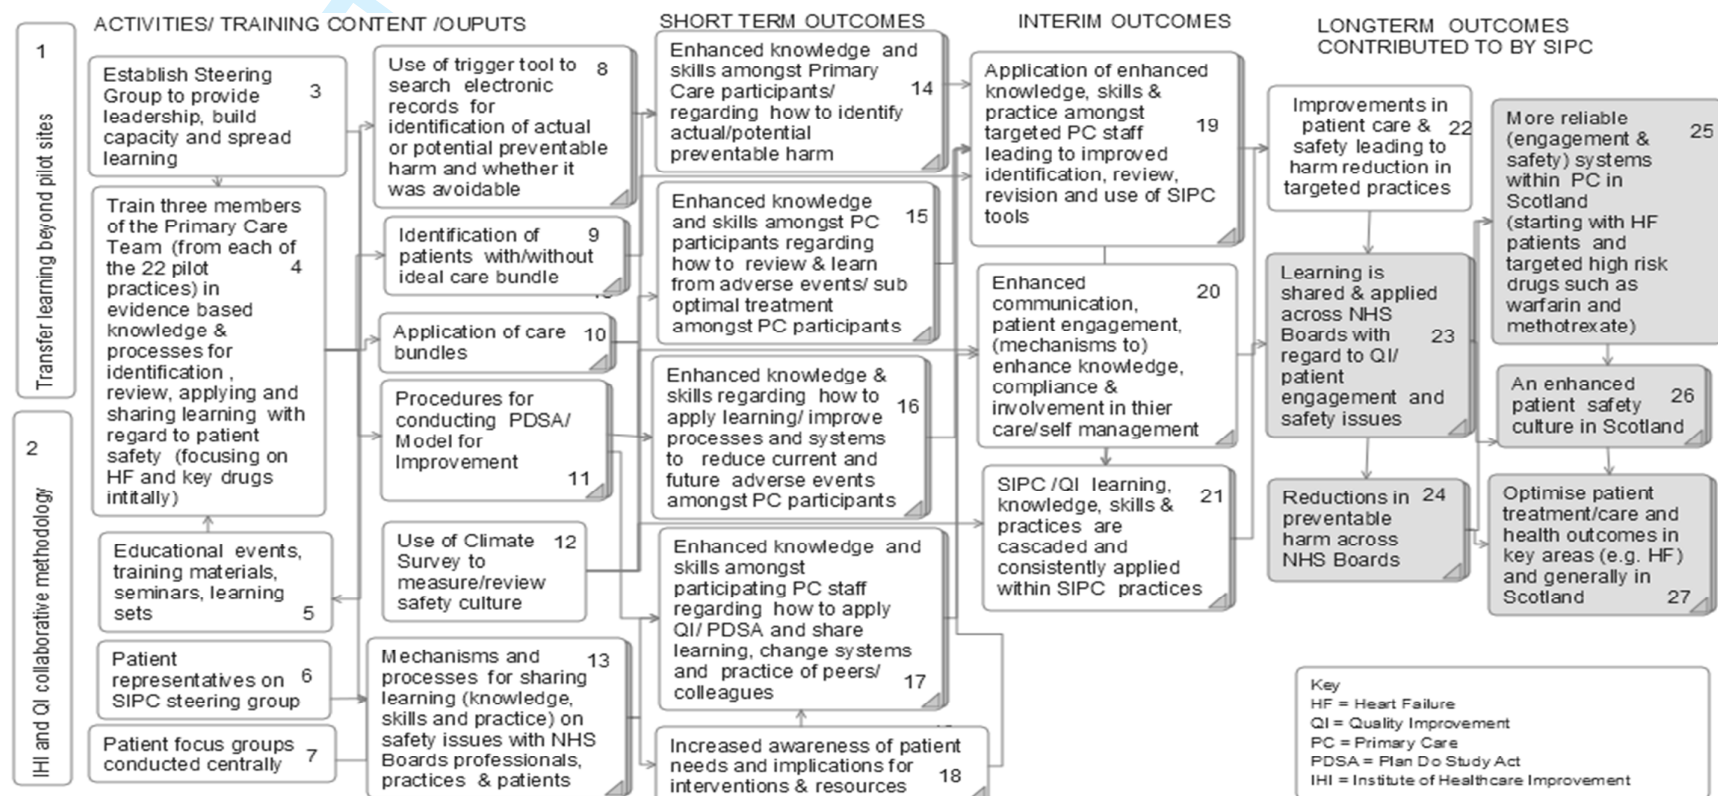 ACTIVITIES/ TRAINING CONTENT /OUPUTS
SHORT TERM OUTCOMES
INTERIM OUTCOMES
LONGTERM OUTCOMES
CONTRIBUTED TO BY SIPC
1
Transfer learning beyond pilot sites
2
IHI and QI collaborative methodology
Establish Steering
Group to provide 3
leadership, build
capacity and spread
learning
Train three members
of the Primary Care
Team (from each of
the 22 pilot 4
practices) in
evidence based
knowledge &
processes for
identification ,
review, applying and
sharing learning with
regard to patient
safety (focusing on
HF and key drugs
intitally)
Educational events,
training materials,
seminars, learning
sets 5
Patient
representatives on 6
SIPC steering group
Patient focus groups
conducted centrally 7
Use of trigger tool to 8
search electronic
records for
identification of actual
or potential preventable
harm and whether it
was avoidable
Identification of 9
patients with/without
ideal care bundle
Application of care 10
bundles
Procedures for
conducting PDSA/
Model for
Improvement
11
Use of Climate 12
Survey to
measure/review
safety culture
Mechanisms and 13
processes for sharing
learning (knowledge,
skills and practice) on
safety issues with NHS
Boards professionals,
practices & patients
Enhanced knowledge and
skills amongst Primary
Care participants/ 14
regarding how to identify
actual/potential
preventable harm
Enhanced knowledge
and skills amongst PC 15
participants regarding
how to review & learn
from adverse events/ sub
optimal treatment
amongst PC participants
Enhanced knowledge &
skills regarding how to
apply learning/ improve 16
processes and systems
to reduce current and
future adverse events
amongst PC participants
Enhanced knowledge and
skills amongst
participating PC staff
regarding how to apply
QI/ PDSA and share
learning, change systems
and practice of peers/
colleagues 17
Increased awareness of patient
needs and implications for
interventions & resources 18
Application of enhanced
knowledge, skills &
practice amongst
targeted PC staff 19
leading to improved
identification, review,
revision and use of SIPC
tools
Enhanced 20
communication,
patient engagement,
(mechanisms to)
enhance knowledge,
compliance &
involvement in thier
care/self management
SIPC /QI learning,
knowledge, skills & 21
practices are
cascaded and
consistently applied
within SIPC practices
Improvements in
patient care & 22
safety leading to
harm reduction in
targeted practices
Learning is
shared & applied
across NHS
Boards with 23
regard to QI/
patient
engagement and
safety issues
Reductions in 24
preventable
harm across
NHS Boards
More reliable 25
(engagement &
safety) systems
within PC in
Scotland
(starting with HF
patients and
targeted high risk
drugs such as
warfarin and
methotrexate)
An enhanced
patient safety 26
culture in Scotland
Optimise patient
treatment/care and
health outcomes in
key areas (e.g. HF)
and generally in
Scotland 27
Key
HF = Heart Failure
QI = Quality Improvement
PC = Primary Care
PDSA = Plan Do Study Act
IHI = Institute of Healthcare Improvement